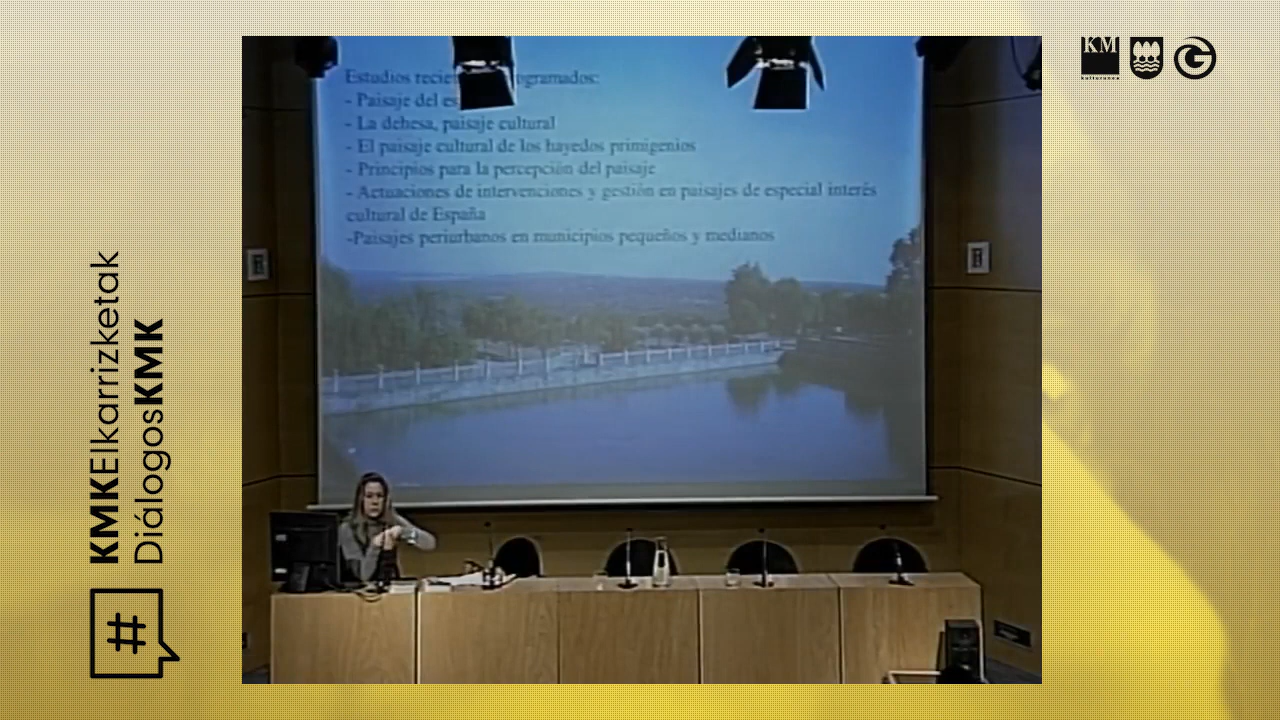 KM
kulturunea
G
Estudios recie ogramados:
- Paisaje del es
- La dehesa, paisaje cultural
- El paisaje cultural de los hayedos primigenios
- Principios para la percepción del paisaje
- Actuaciones de intervenciones y gestión en paisajes de especial interés
cultural de España
-Paisajes periurbanos en municipios pequeños y medianos
KMKElkarrizketak
DiálogosKMK
#